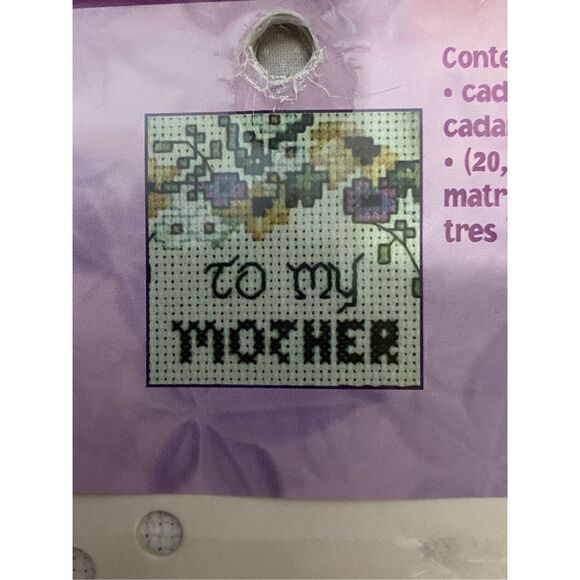 Conte
• cad
cada
• (20,
matr
tres
to my
MOTHER